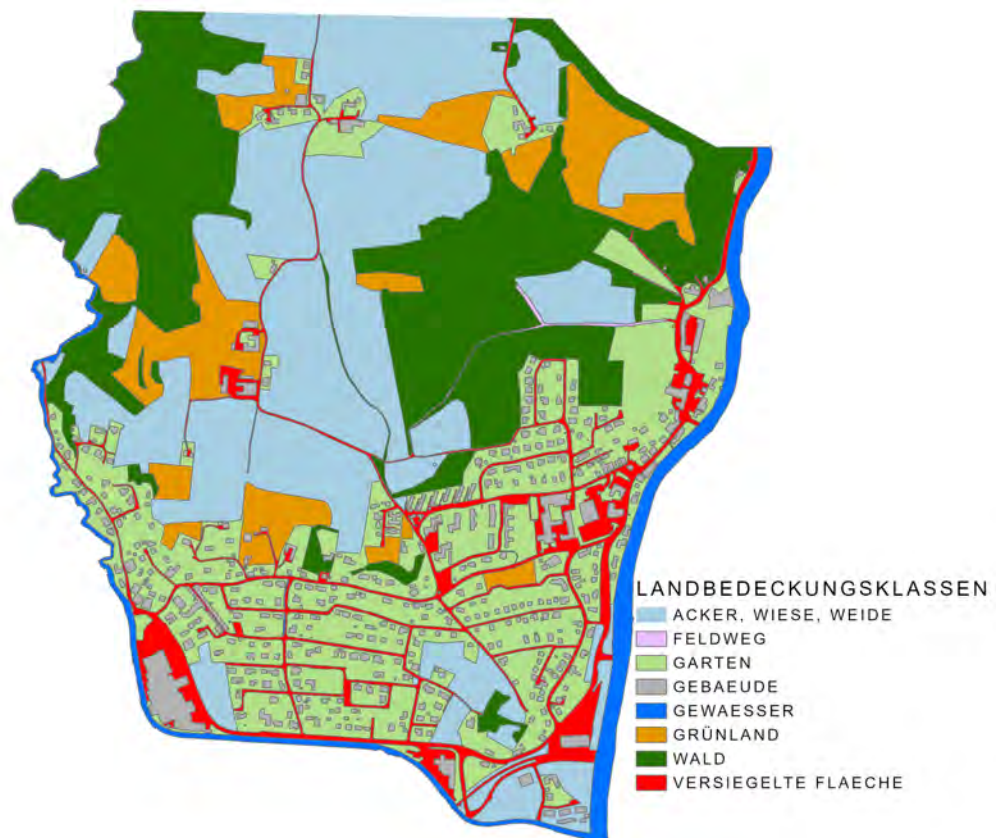 LANDBEDECKUNGSKLASSEN
ACKER, WIESE, WEIDE
FELDWEG
GARTEN
GEBAEUDE
GEWAESSER
GRÜNLAND
WALD
VERSIEGELTE FLAECHE